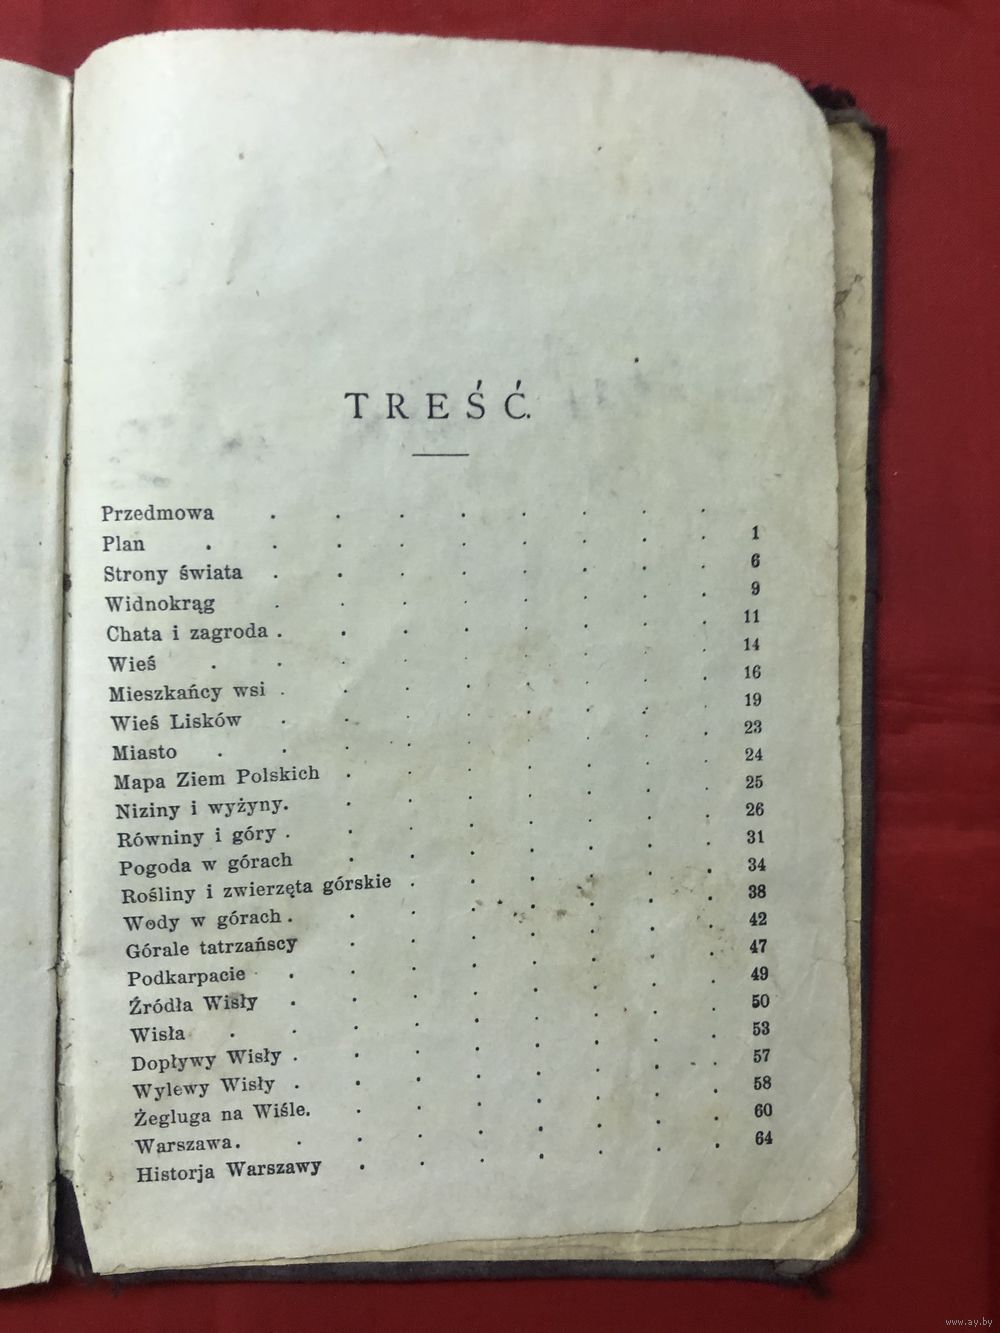 TREŚĆ.
Przedmowa . . . . . . . .
Plan . . . . . . . . . 1
Strony świata . . . . . . . . 6
Widnokrąg . . . . . . . . 9
Chata i zagroda . . . . . . . . 11
Wieś . . . . . . . . . 14
Mieszkańcy wsi . . . . . . . . 16
Wieś Lisków . . . . . . . . 19
Miasto . . . . . . . . . 23
Mapa Ziem Polskich . . . . . . . 24
Niziny i wyżyny. . . . . . . . 25
Równiny i góry . . . . . . . . 26
Pogoda w górach . . . . . . . 31
Rośliny i zwierzęta górskie . . . . . . 34
Wody w górach . . . . . . . . 38
Górale tatrzańscy . . . . . . . 42
Podkarpacie . . . . . . . . 47
Źródła Wisły . . . . . . . . 49
Wisła . . . . . . . . . 50
Dopływy Wisły . . . . . . . . 53
Wylewy Wisły . . . . . . . . 57
Żegluga na Wiśle. . . . . . . . 58
Warszawa. . . . . . . . . 60
Historja Warszawy . . . . . . . 64
www.ay.by